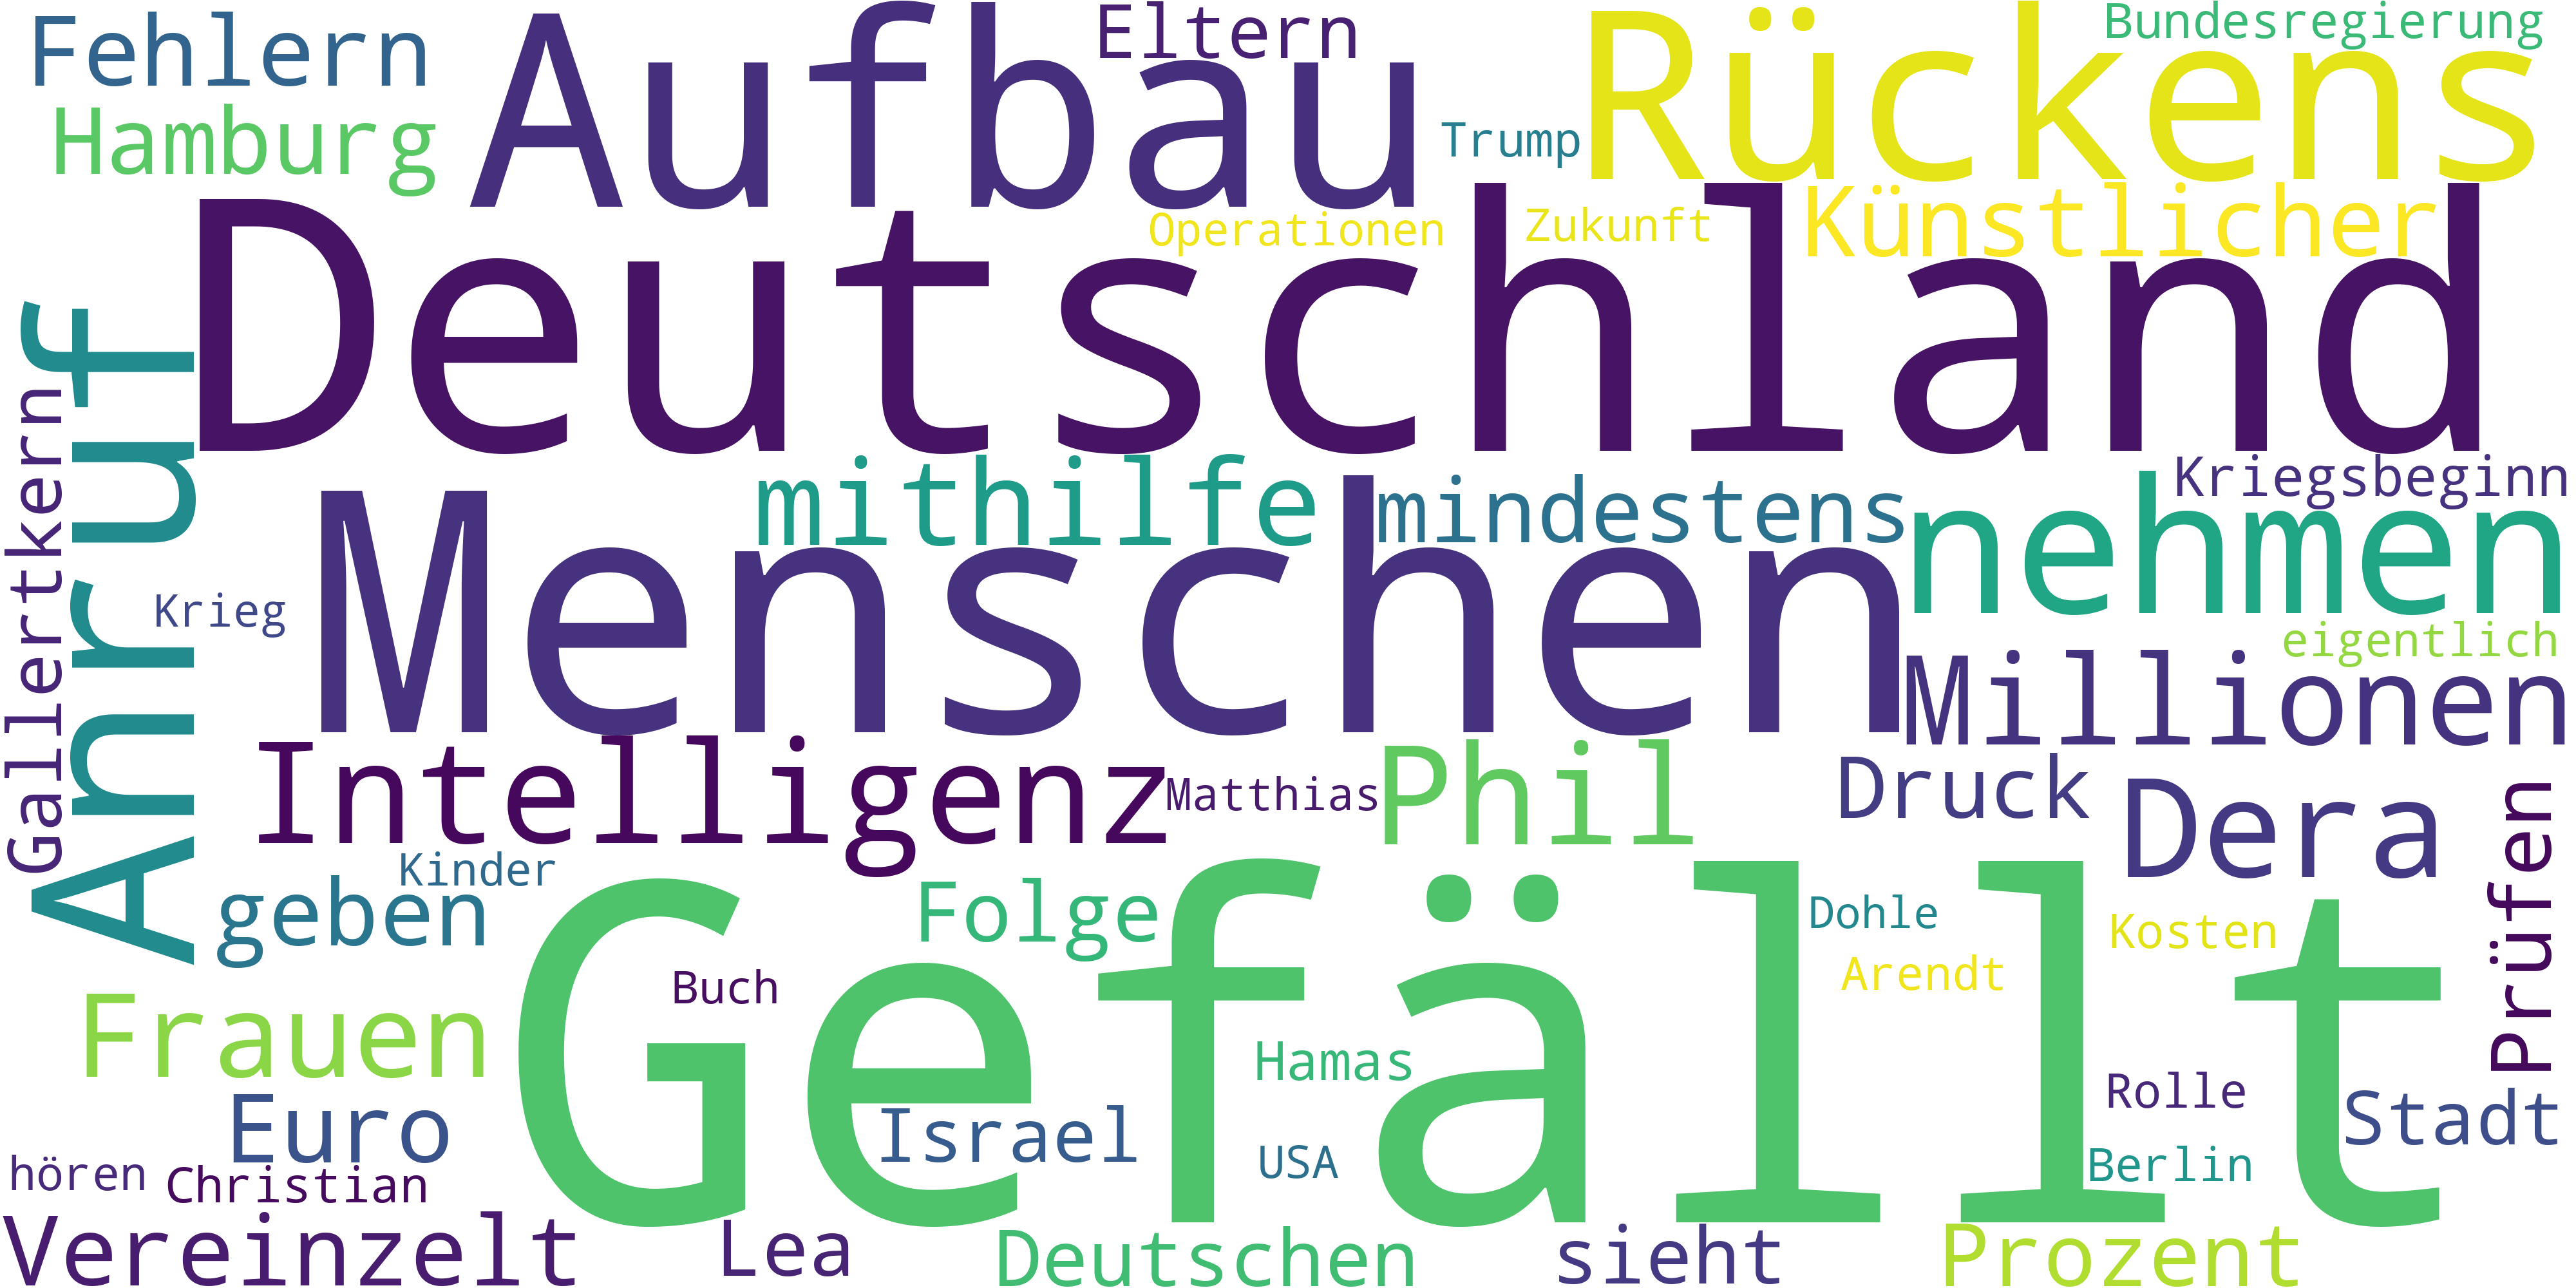 Fehlern
Aufbau
Eltern
Rückens
Bundesregierung
Hamburg
Trump
Operationen
Zukunft
Künstlicher
Deutschland
Anruf
Gallertkern
mithilfe
mindestens
Kriegsbeginn
nehmen
Krieg
Menschen
eigentlich
Millionen
Intelligenz
Matthias
Phil
Druck
Dera
Prüfen
Kinder
geben
Folge
Dohle
Kosten
Buch
Arendt
Frauen
Gefällt
Hamas
Rolle
Euro
Israel
USA
Stadt
Berlin
hören
Christian
Vereinzelt
Lea
Deutschen
sieht
Prozent